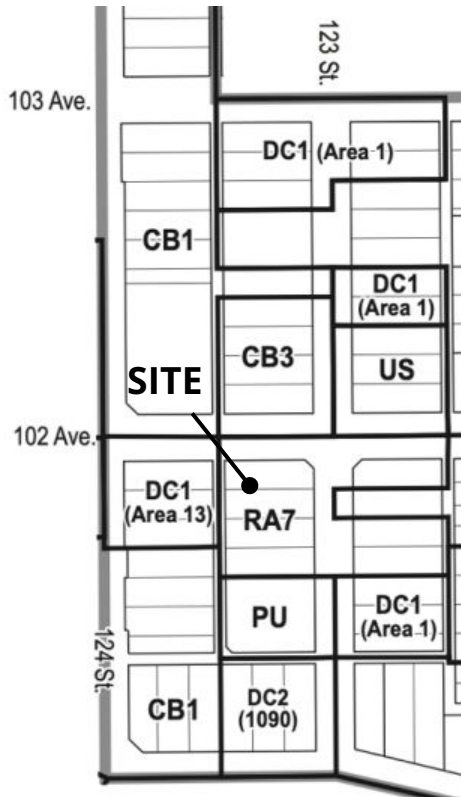 123 St.
103 Ave.
DC1 (Area 1)
CB1
DC1
(Area 1)
CB3
US
SITE
102 Ave.
DC1
(Area 13)
RA7
PU
DC1
(Area 1)
124 St.
CB1
DC2
(1090)